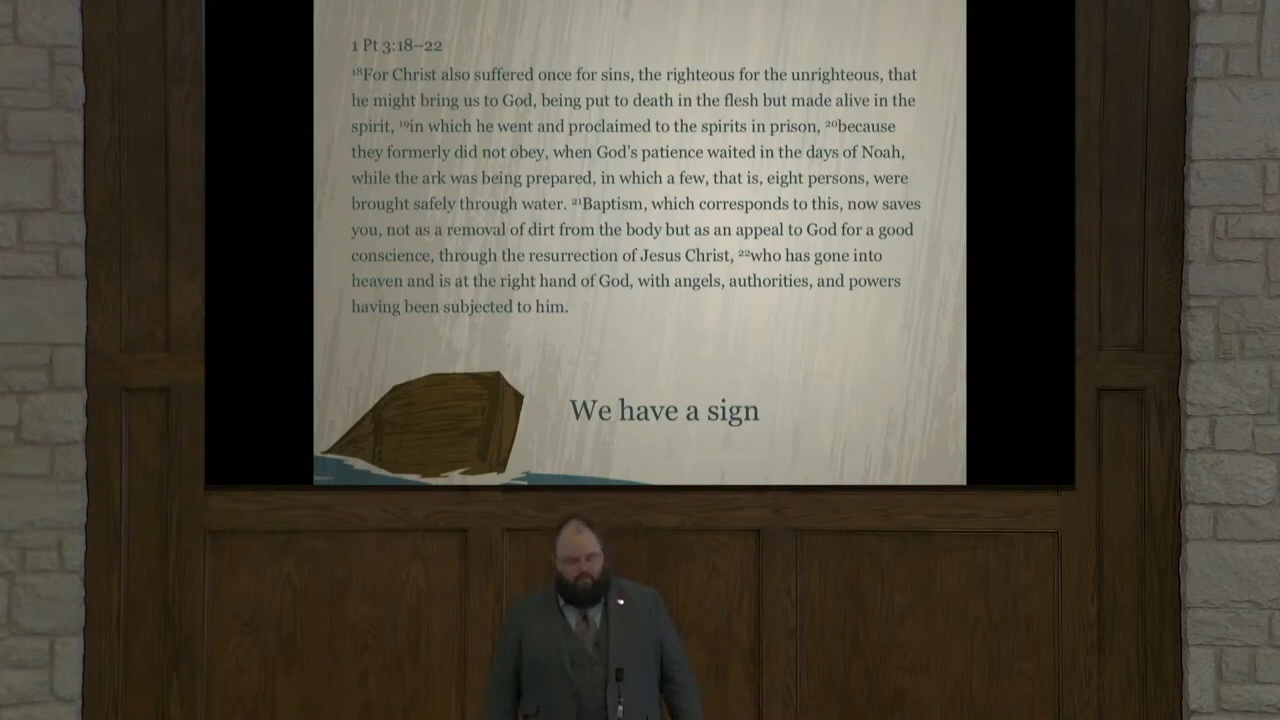 1 Pt 3:18–22
¹⁸For Christ also suffered once for sins, the righteous for the unrighteous, that
he might bring us to God, being put to death in the flesh but made alive in the
spirit, ¹⁹in which he went and proclaimed to the spirits in prison, ²⁰because
they formerly did not obey, when God’s patience waited in the days of Noah,
while the ark was being prepared, in which a few, that is, eight persons, were
brought safely through water. ²¹Baptism, which corresponds to this, now saves
you, not as a removal of dirt from the body but as an appeal to God for a good
conscience, through the resurrection of Jesus Christ, ²²who has gone into
heaven and is at the right hand of God, with angels, authorities, and powers
having been subjected to him.
We have a sign